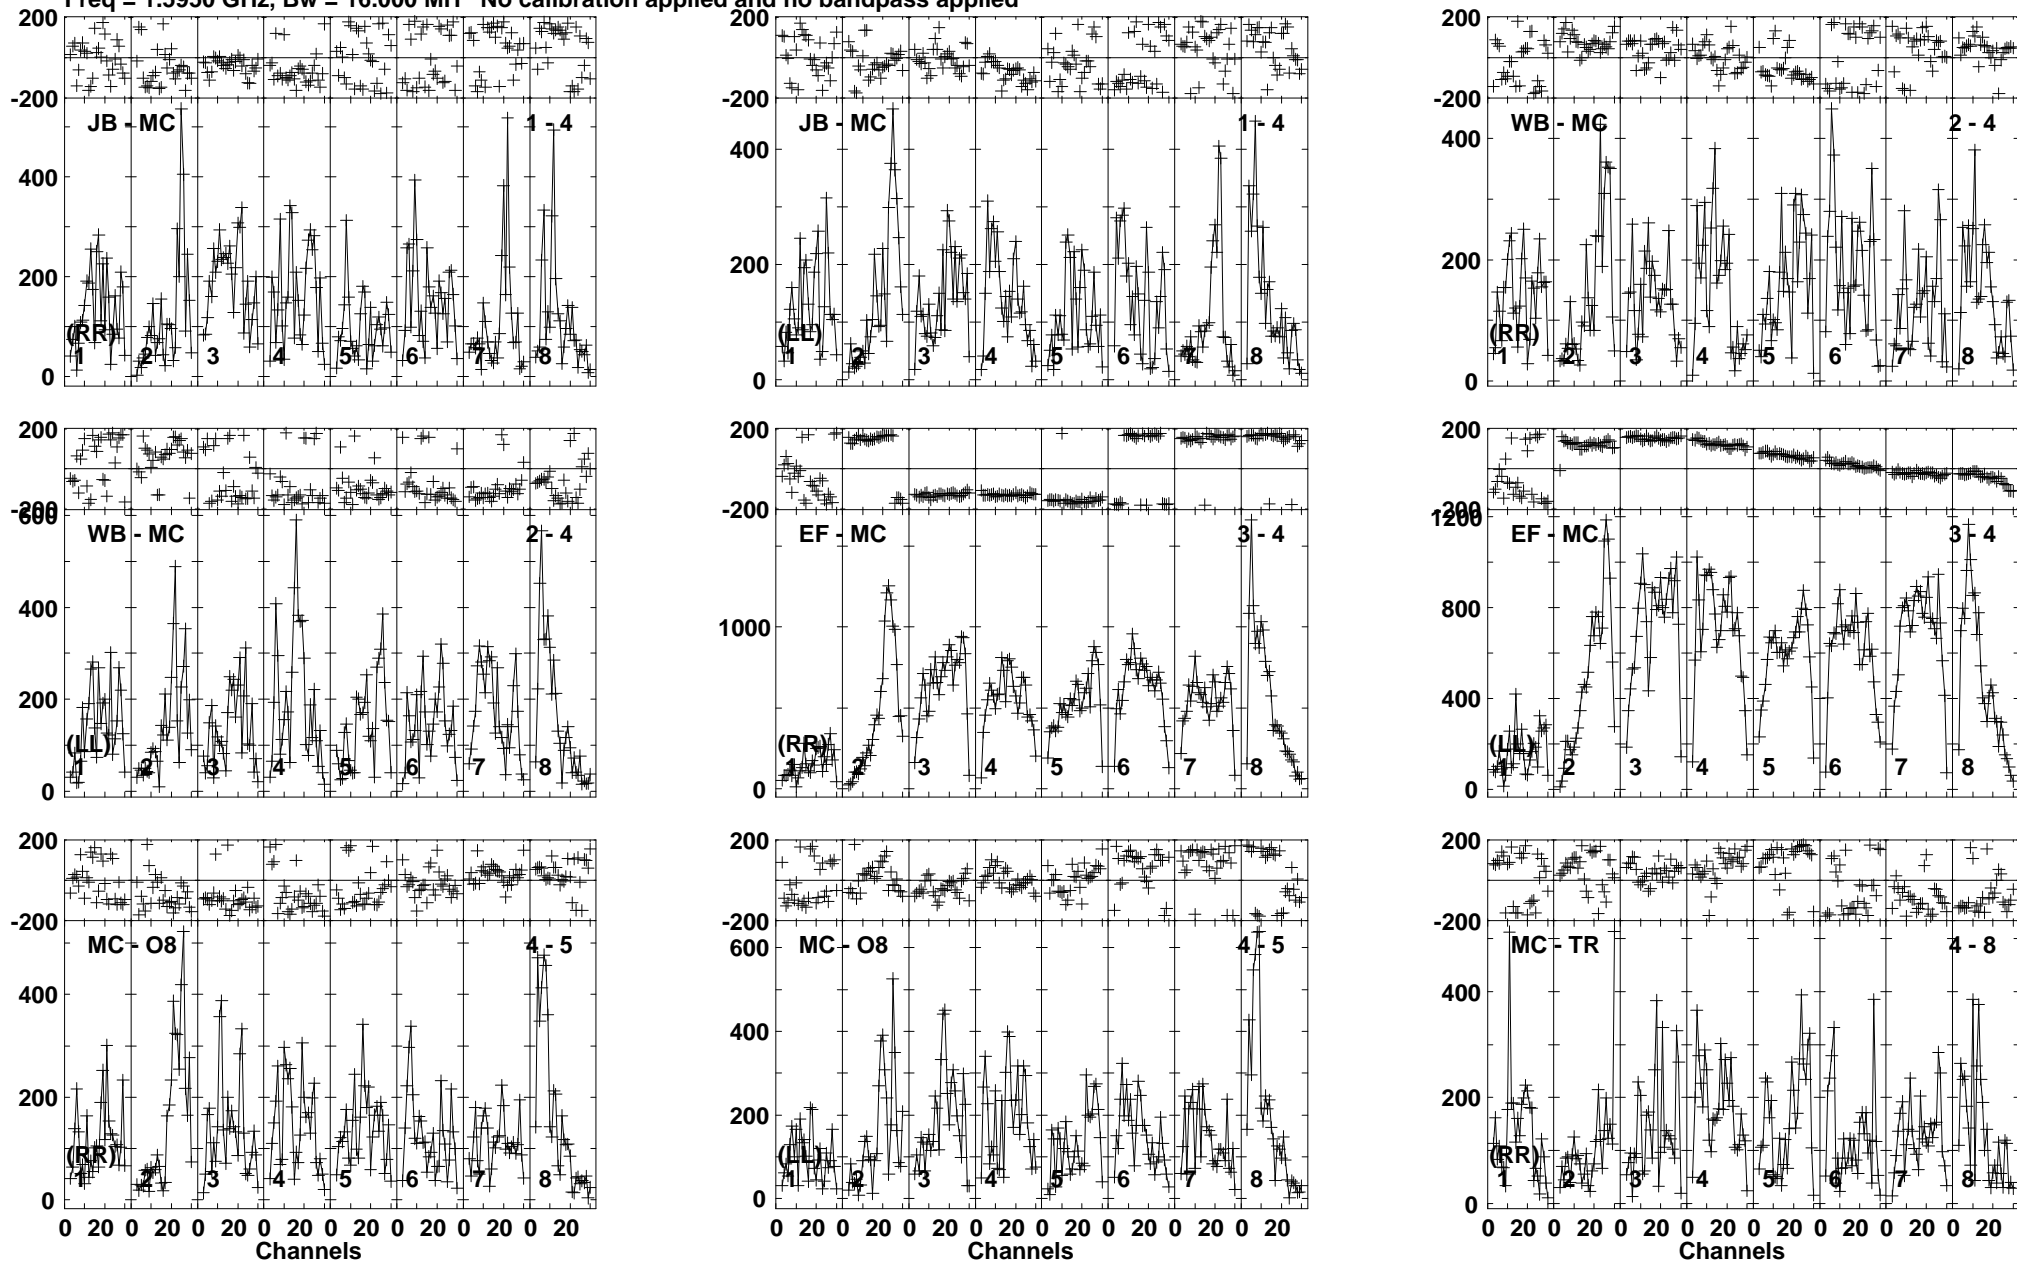 Freq = 1.5950 GHz, Bw = 16.000 MH No calibration applied and no bandpass applied
200 200 200
-200 -200 -200
JB - MC 1 - 4 JB - MC 1 - 4 WB - MC 2 - 4
400 400 400
200 200 200
(RR) (LL) (RR)
1 2 3 4 5 6 7 8 1 2 3 4 5 6 7 8 1 2 3 4 5 6 7 8
0 0 0
200 200 200
-200 -200 -200
600 1200
WB - MC 2 - 4 EF - MC 3 - 4 EF - MC 3 - 4
400 1000 800
200 400
(LL) (RR) (LL)
1 2 3 4 5 6 7 8 1 2 3 4 5 6 7 8 1 2 3 4 5 6 7 8
0 0 0
200 200 200
-200 -200 -200
MC - O8 4 - 5 MC - O8 4 - 5 MC - TR 4 - 8
600
400 400 400
200 200 200
(RR) (LL) (RR)
1 2 3 4 5 6 7 8 1 2 3 4 5 6 7 8 1 2 3 4 5 6 7 8
0 0 0
0 20 0 20 0 20 0 20 0 20 0 20 0 20 0 20 0 20 0 20 0 20 0 20 0 20 0 20 0 20 0 20 0 20 0 20 0 20 0 20 0 20 0 20 0 20 0 20
Channels Channels Channels